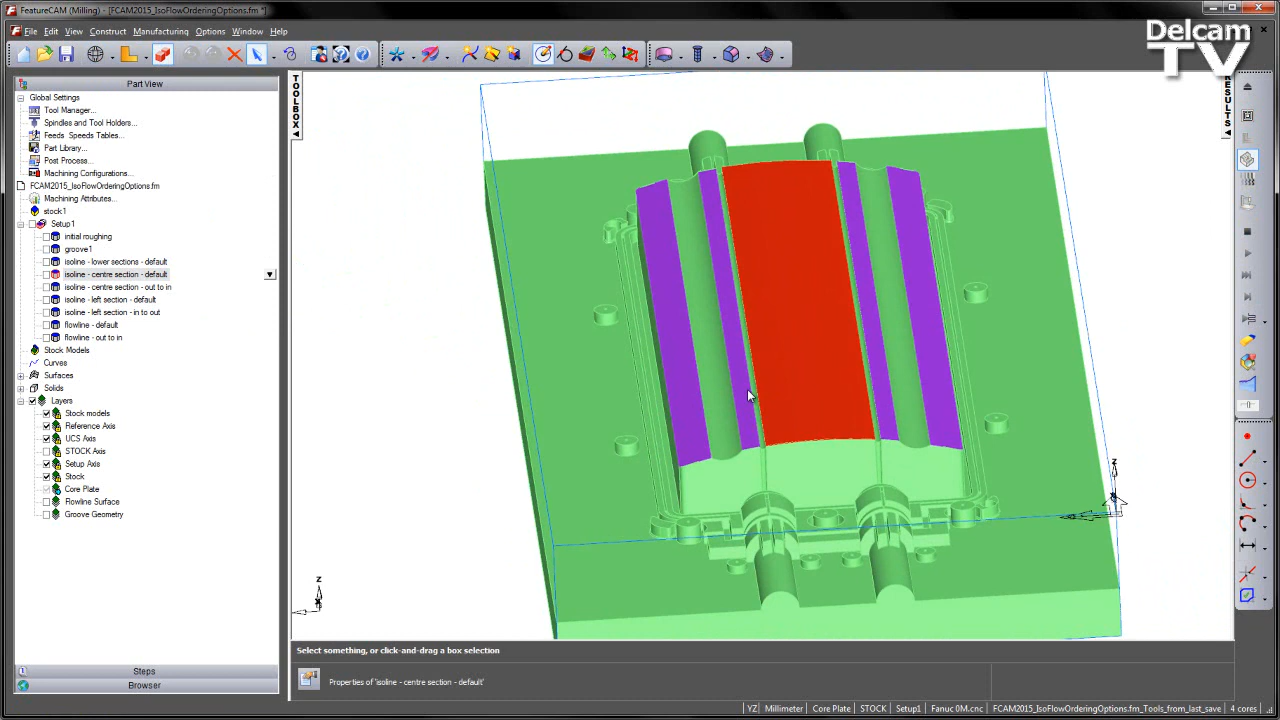 FeatureCAM (Milling) - [FCAM2015_IsoFlowOrderingOptions.fm *]
File Edit View Construct Manufacturing Options Window Help
Delcam
TV
Part View
Global Settings
Tool Manager...
Spindles and Tool Holders...
Feeds Speeds Tables...
Part Library...
Post Process...
Machining Configurations...
FCAM2015_IsoFlowOrderingOptions.fm
Machining Attributes...
stock1
Setup1
initial roughing
groove1
isoline - lower sections - default
isoline - centre section - default
isoline - centre section - out to in
isoline - left section - default
isoline - left section - in to out
flowline - default
flowline - out to in
Stock Models
Curves
Surfaces
Solids
Layers
Stock models
Reference Axis
UCS Axis
STOCK Axis
Setup Axis
Stock
Core Plate
Flowline Surface
Groove Geometry
Steps
Browser
TOOLBOX
RESULTS
Z
Z
Select something, or click-and-drag a box selection
Properties of 'isoline - centre section - default'
YZ Millimeter Core Plate STOCK Setup1 Fanuc 0M.cnc FCAM2015_IsoFlowOrderingOptions.fm_Tools_from_last_save 4 cores